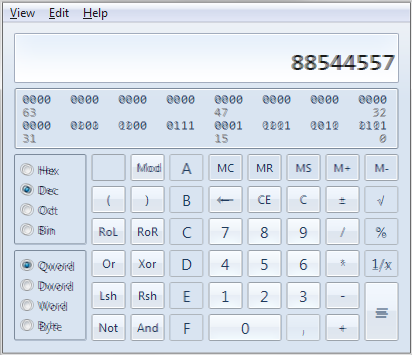 View Edit Help
88544557
0000 0000 0000 0000 0000 0000 0000 0000
63 47 32
0000 0101 0100 0111 0001 0101 0010 1101
31 15 0
Hex Mod A MC MR MS M+ M-
Dec ( ) B ← CE C ± √
Oct RoL RoR C 7 8 9 / %
Bin
Qword Or Xor D 4 5 6 * 1/x
Dword
Word Lsh Rsh E 1 2 3 - =
Byte Not And F 0 , +